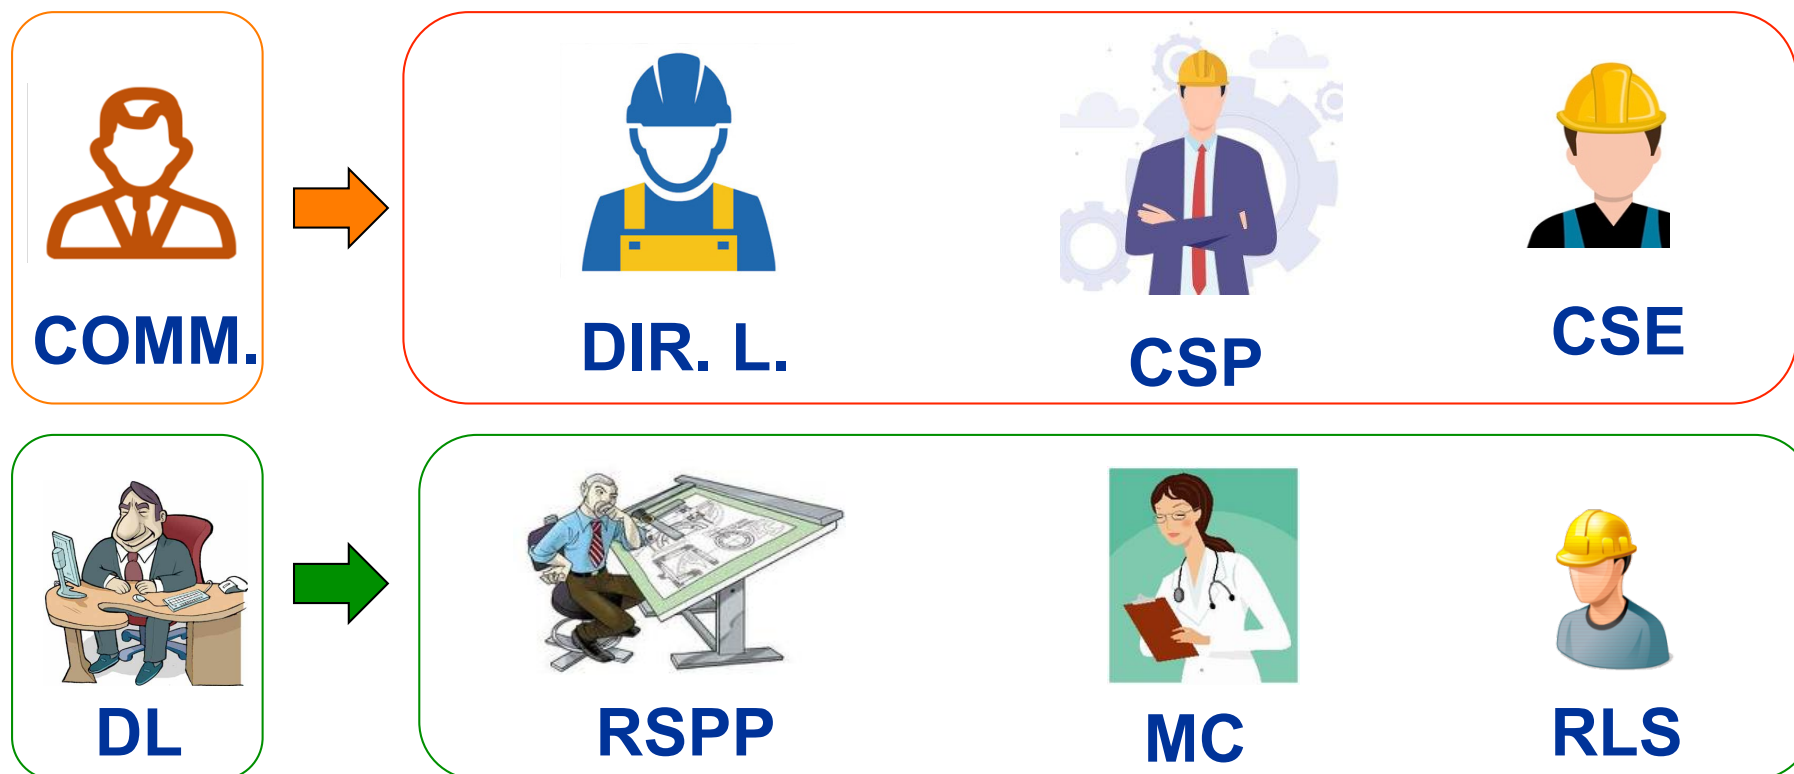 COMM.
DIR. L.
CSP
CSE
DL
RSPP
MC
RLS